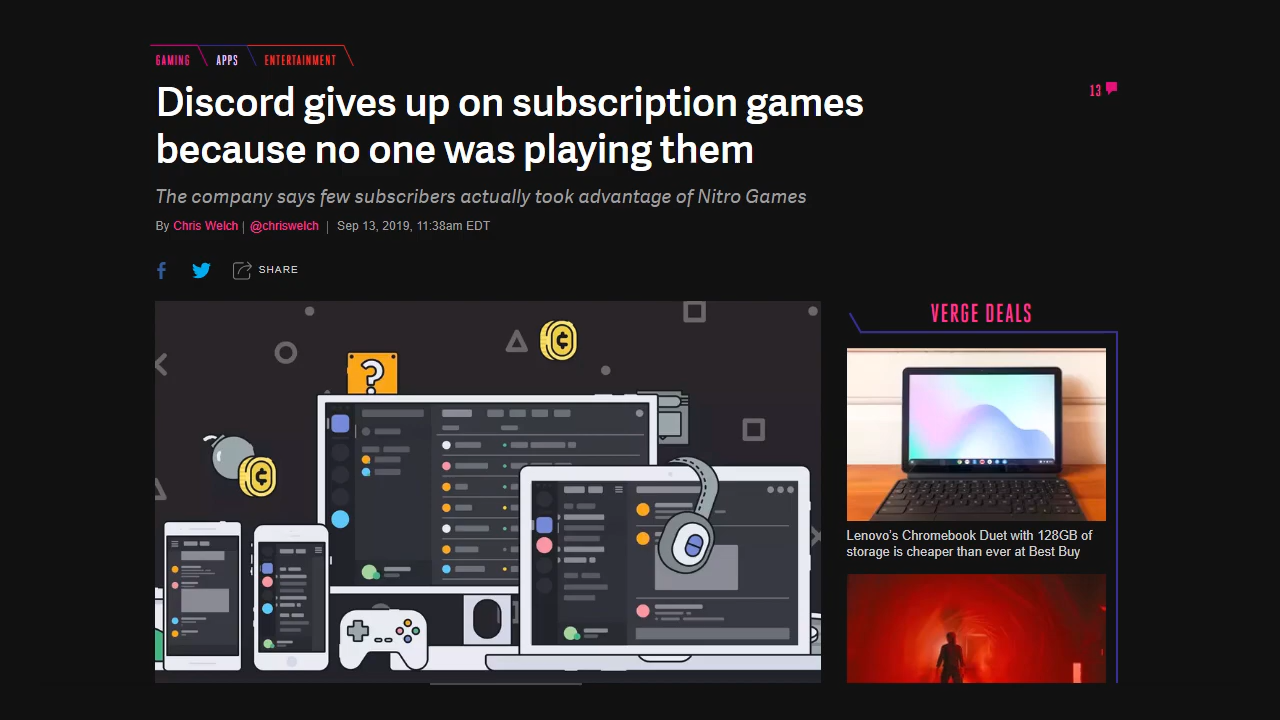 GAMING
APPS
ENTERTAINMENT
Discord gives up on subscription games
because no one was playing them
13
The company says few subscribers actually took advantage of Nitro Games
By Chris Welch | @chriswelch | Sep 13, 2019, 11:38am EDT
SHARE
VERGE DEALS
?
Lenovo's Chromebook Duet with 128GB of
storage is cheaper than ever at Best Buy